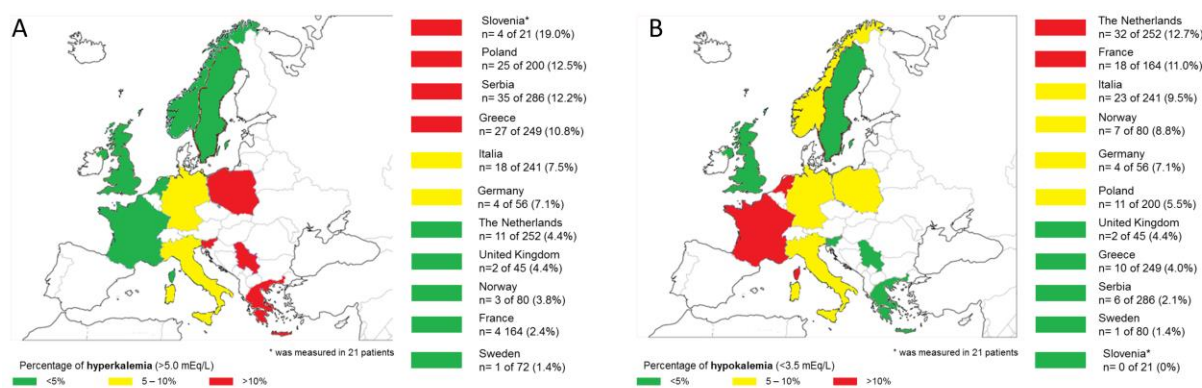 A
Slovenia*
n= 4 of 21 (19.0%)
Poland
n= 25 of 200 (12.5%)
Serbia
n= 35 of 286 (12.2%)
Greece
n= 27 of 249 (10.8%)
Italia
n= 18 of 241 (7.5%)
Germany
n= 4 of 56 (7.1%)
The Netherlands
n= 11 of 252 (4.4%)
United Kingdom
n=2 of 45 (4.4%)
Norway
n= 3 of 80 (3.8%)
France
n= 4 164 (2.4%)
Sweden
n= 1 of 72 (1.4%)
* was measured in 21 patients
Percentage of hyperkalemia (>5.0 mEq/L)
<5% 5 – 10% >10%
B
The Netherlands
n= 32 of 252 (12.7%)
France
n= 18 of 164 (11.0%)
Italia
n= 23 of 241 (9.5%)
Norway
n= 7 of 80 (8.8%)
Germany
n= 4 of 56 (7.1%)
Poland
n= 11 of 200 (5.5%)
United Kingdom
n=2 of 45 (4.4%)
Greece
n= 10 of 249 (4.0%)
Serbia
n= 6 of 286 (2.1%)
Sweden
n= 1 of 80 (1.4%)
Slovenia*
n= 0 of 21 (0%)
* was measured in 21 patients
Percentage of hypokalemia (<3.5 mEq/L)
<5% 5 – 10% >10%